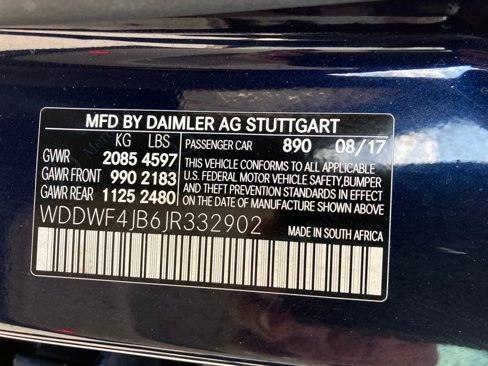 MFD BY DAIMLER AG STUTTGART
KG LBS
GVWR 2085 4597
GAWR FRONT 990 2183
GAWR REAR 1125 2480
PASSENGER CAR 890 08/17
THIS VEHICLE CONFORMS TO ALL APPLICABLE
U.S. FEDERAL MOTOR VEHICLE SAFETY, BUMPER
AND THEFT PREVENTION STANDARDS IN EFFECT
ON THE DATE OF MANUFACTURE SHOWN ABOVE
WDDWF4JB6JR332902
MADE IN SOUTH AFRICA